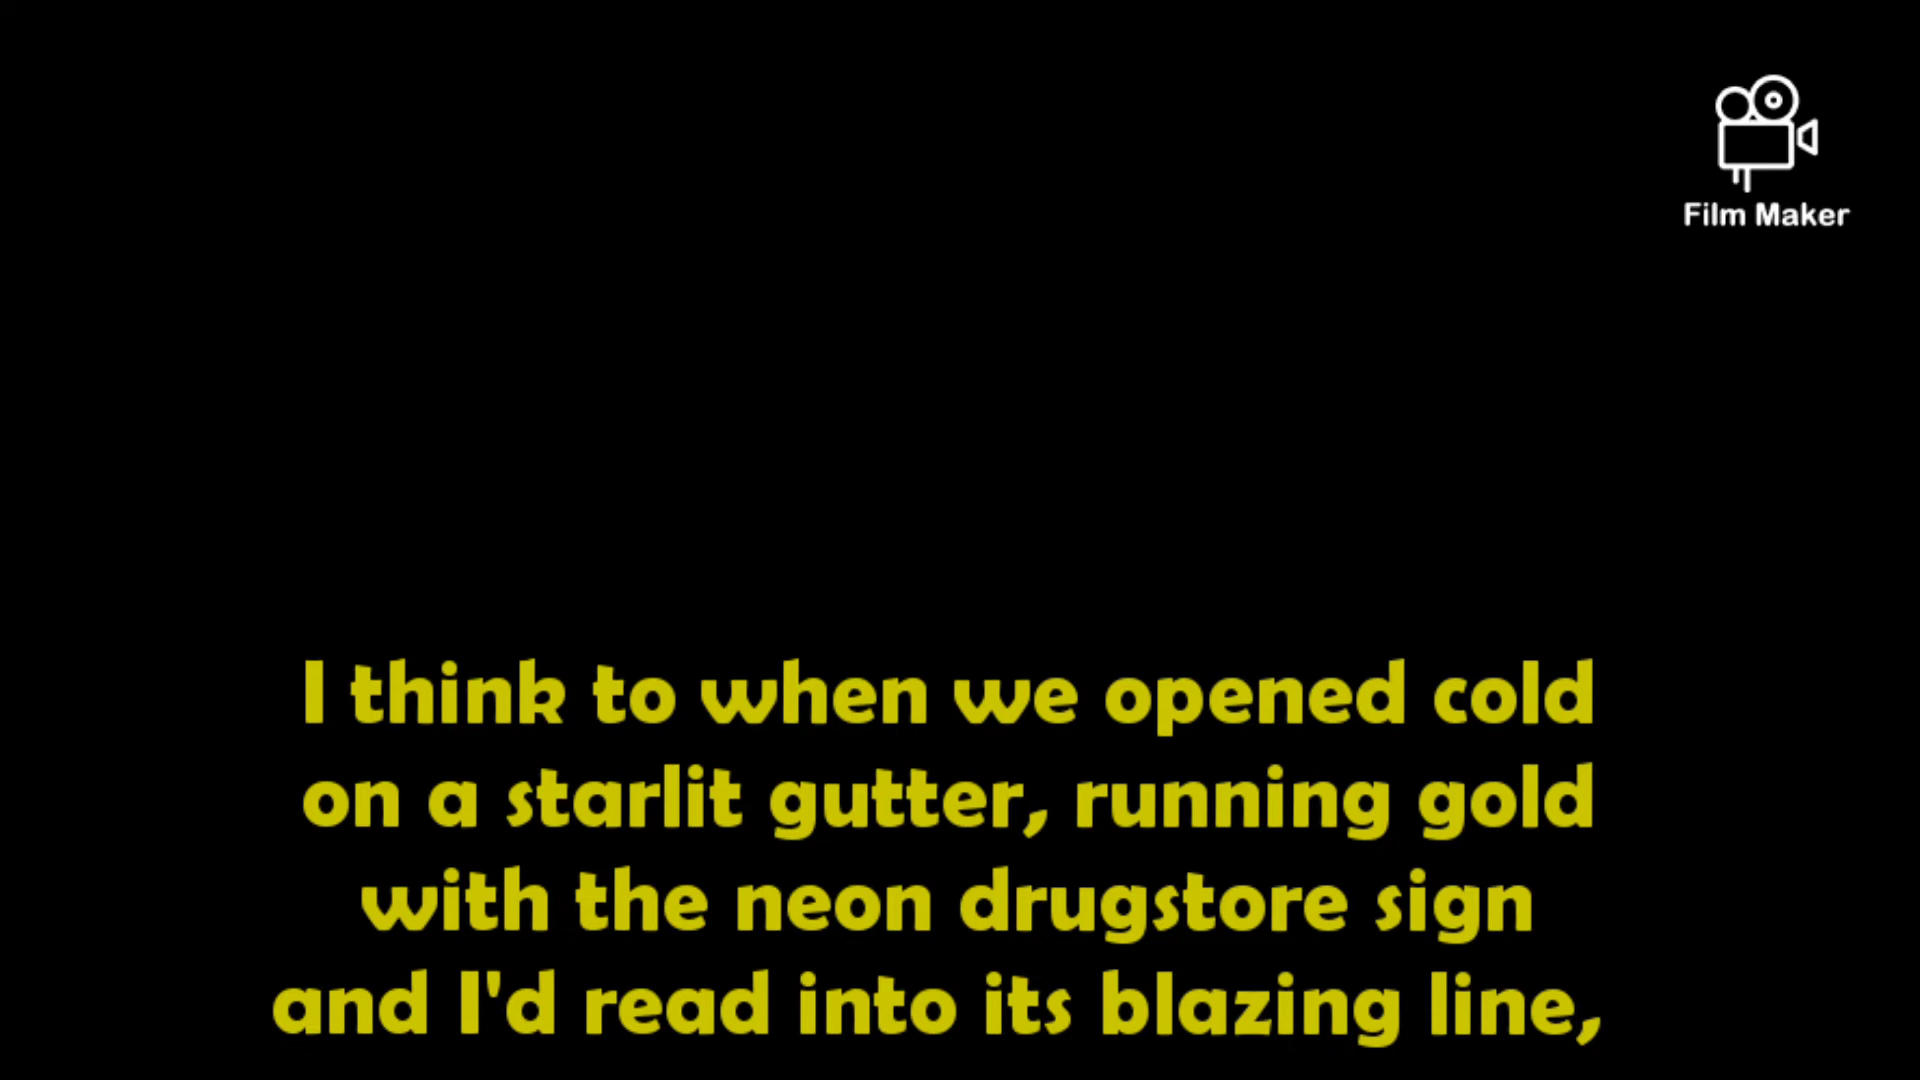 Film Maker
I think to when we opened cold
on a starlit gutter, running gold
with the neon drugstore sign
and I'd read into its blazing line,